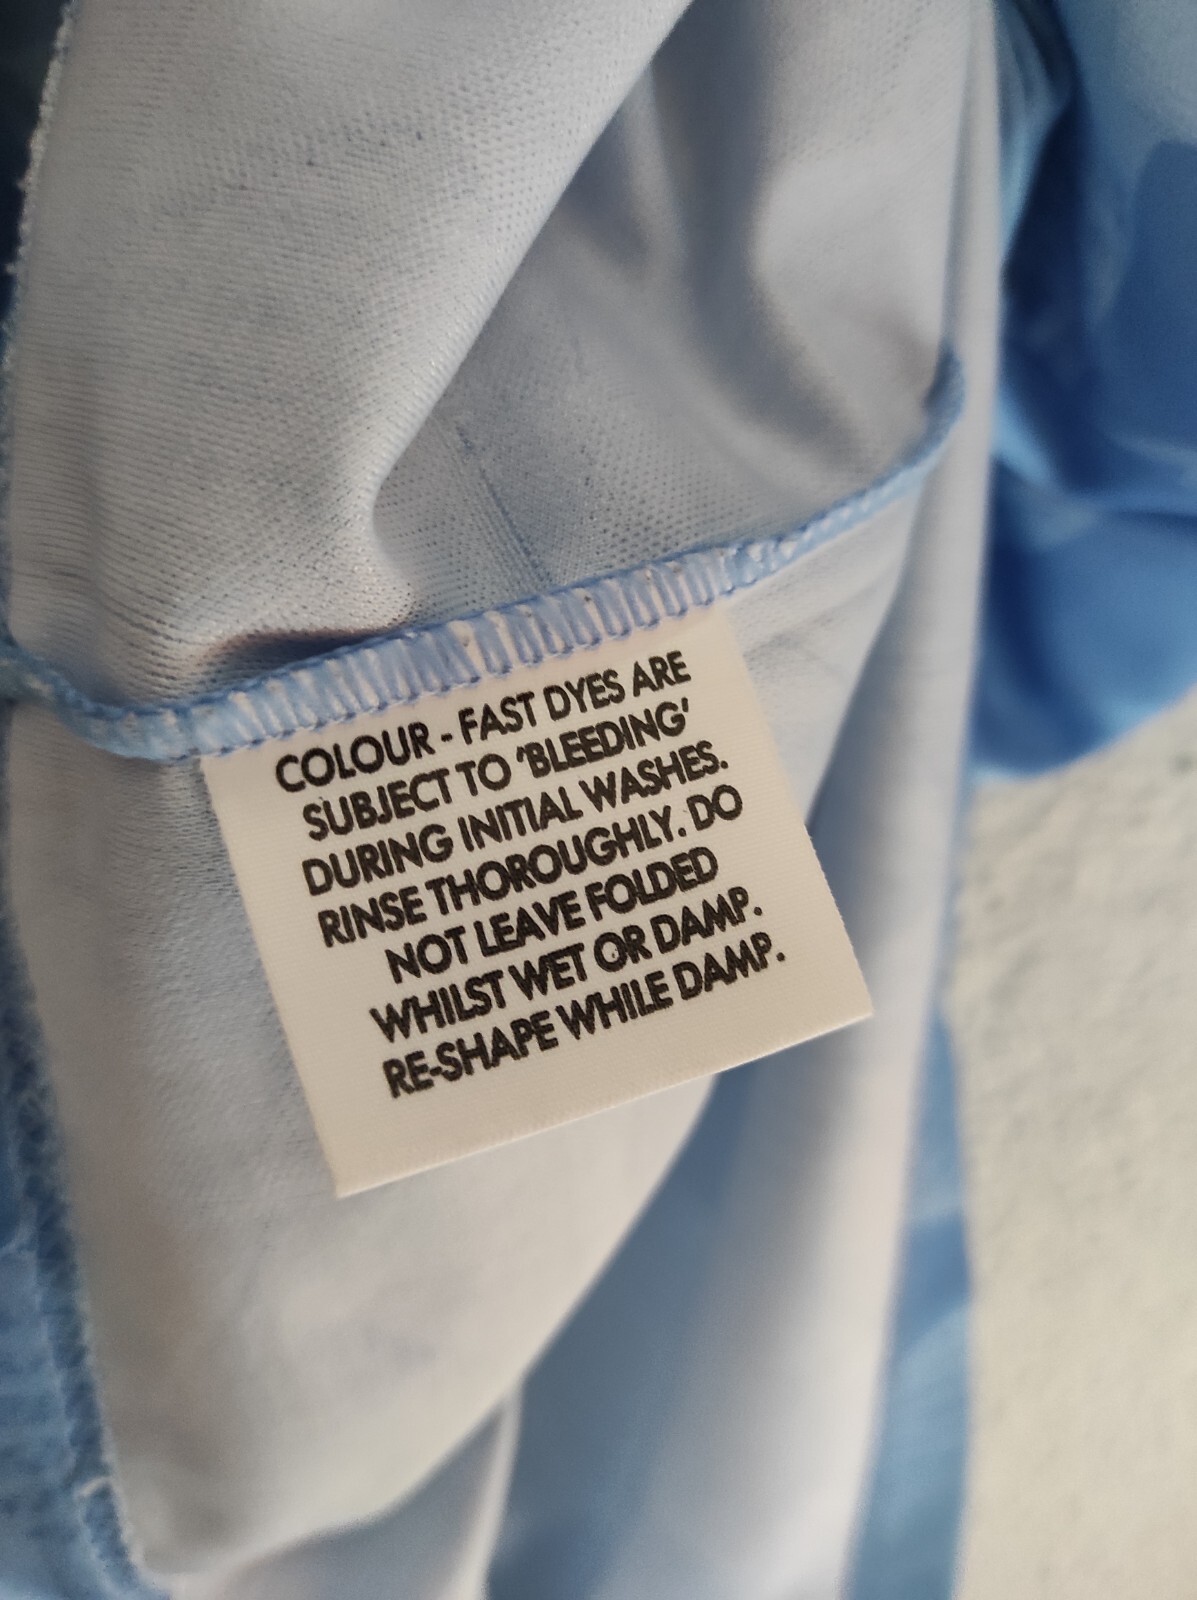 COLOUR - FAST DYES ARE
SUBJECT TO 'BLEEDING'
DURING INITIAL WASHES.
RINSE THOROUGHLY. DO
NOT LEAVE FOLDED
WHILST WET OR DAMP.
RE-SHAPE WHILE DAMP.